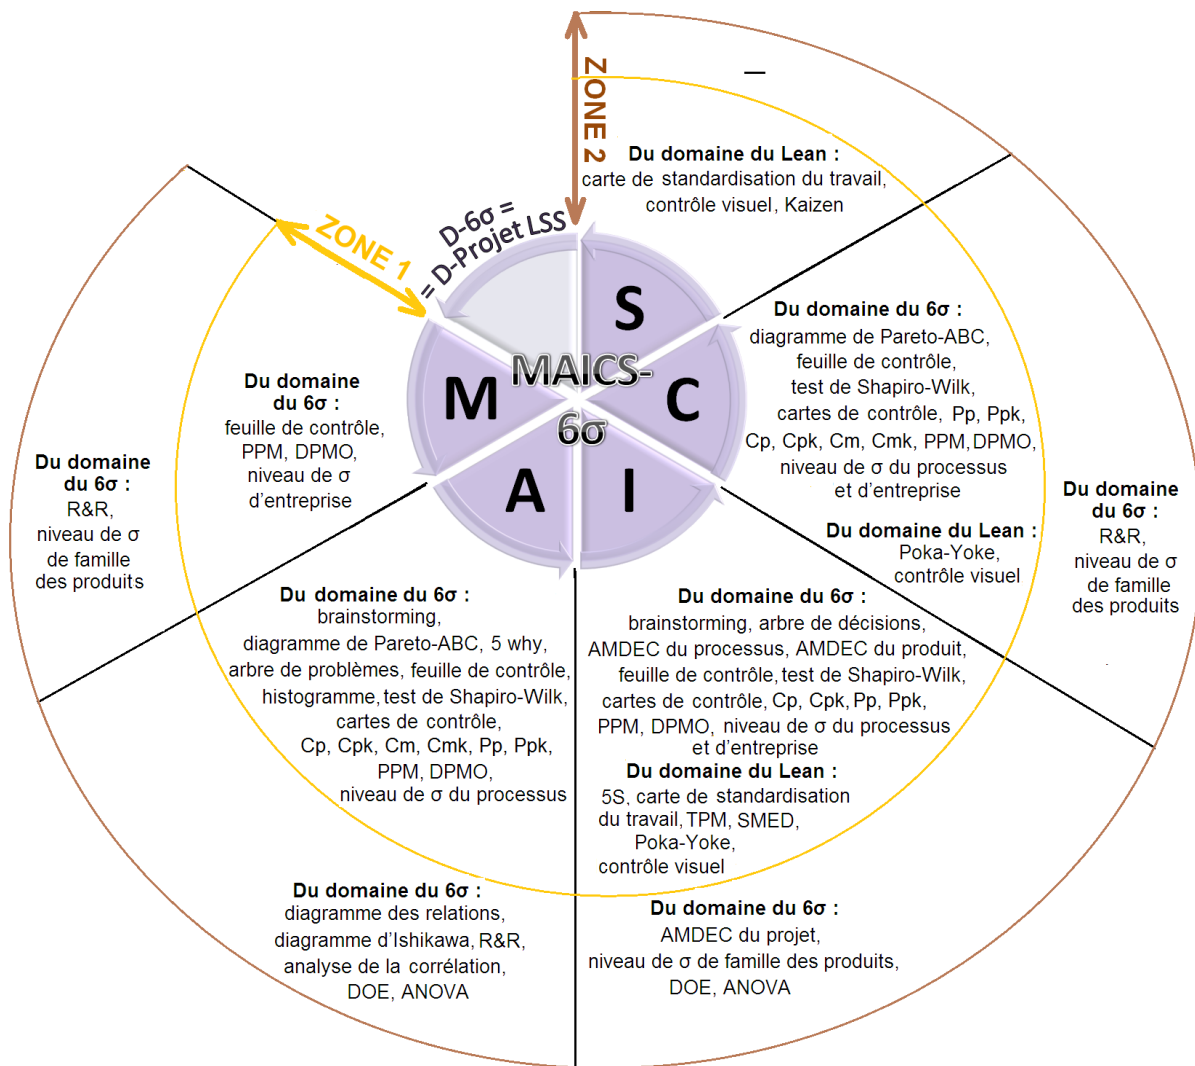 ZONE 2
—
Du domaine du Lean :
carte de standardisation du travail,
contrôle visuel, Kaizen
ZONE 1
D-6σ =
= D-Projet LSS
S
C
I
A
M
MAICS-
6σ
Du domaine du 6σ :
diagramme de Pareto-ABC,
feuille de contrôle,
test de Shapiro-Wilk,
cartes de contrôle, Pp, Ppk,
Cp, Cpk, Cm, Cmk, PPM, DPMO,
niveau de σ du processus
et d'entreprise
Du domaine du Lean :
Poka-Yoke,
contrôle visuel
Du domaine
du 6σ :
R&R,
niveau de σ
de famille
des produits
Du domaine du 6σ :
brainstorming, arbre de décisions,
AMDEC du processus, AMDEC du produit,
feuille de contrôle, test de Shapiro-Wilk,
cartes de contrôle, Cp, Cpk, Pp, Ppk,
PPM, DPMO, niveau de σ du processus
et d'entreprise
Du domaine du Lean :
5S, carte de standardisation
du travail, TPM, SMED,
Poka-Yoke,
contrôle visuel
Du domaine du 6σ :
AMDEC du projet,
niveau de σ de famille des produits,
DOE, ANOVA
Du domaine du 6σ :
brainstorming,
diagramme de Pareto-ABC, 5 why,
arbre de problèmes, feuille de contrôle,
histogramme, test de Shapiro-Wilk,
cartes de contrôle,
Cp, Cpk, Cm, Cmk, Pp, Ppk,
PPM, DPMO,
niveau de σ du processus
Du domaine du 6σ :
diagramme des relations,
diagramme d'Ishikawa, R&R,
analyse de la corrélation,
DOE, ANOVA
Du domaine
du 6σ :
feuille de contrôle,
PPM, DPMO,
niveau de σ
d'entreprise
Du domaine
du 6σ :
R&R,
niveau de σ
de famille
des produits